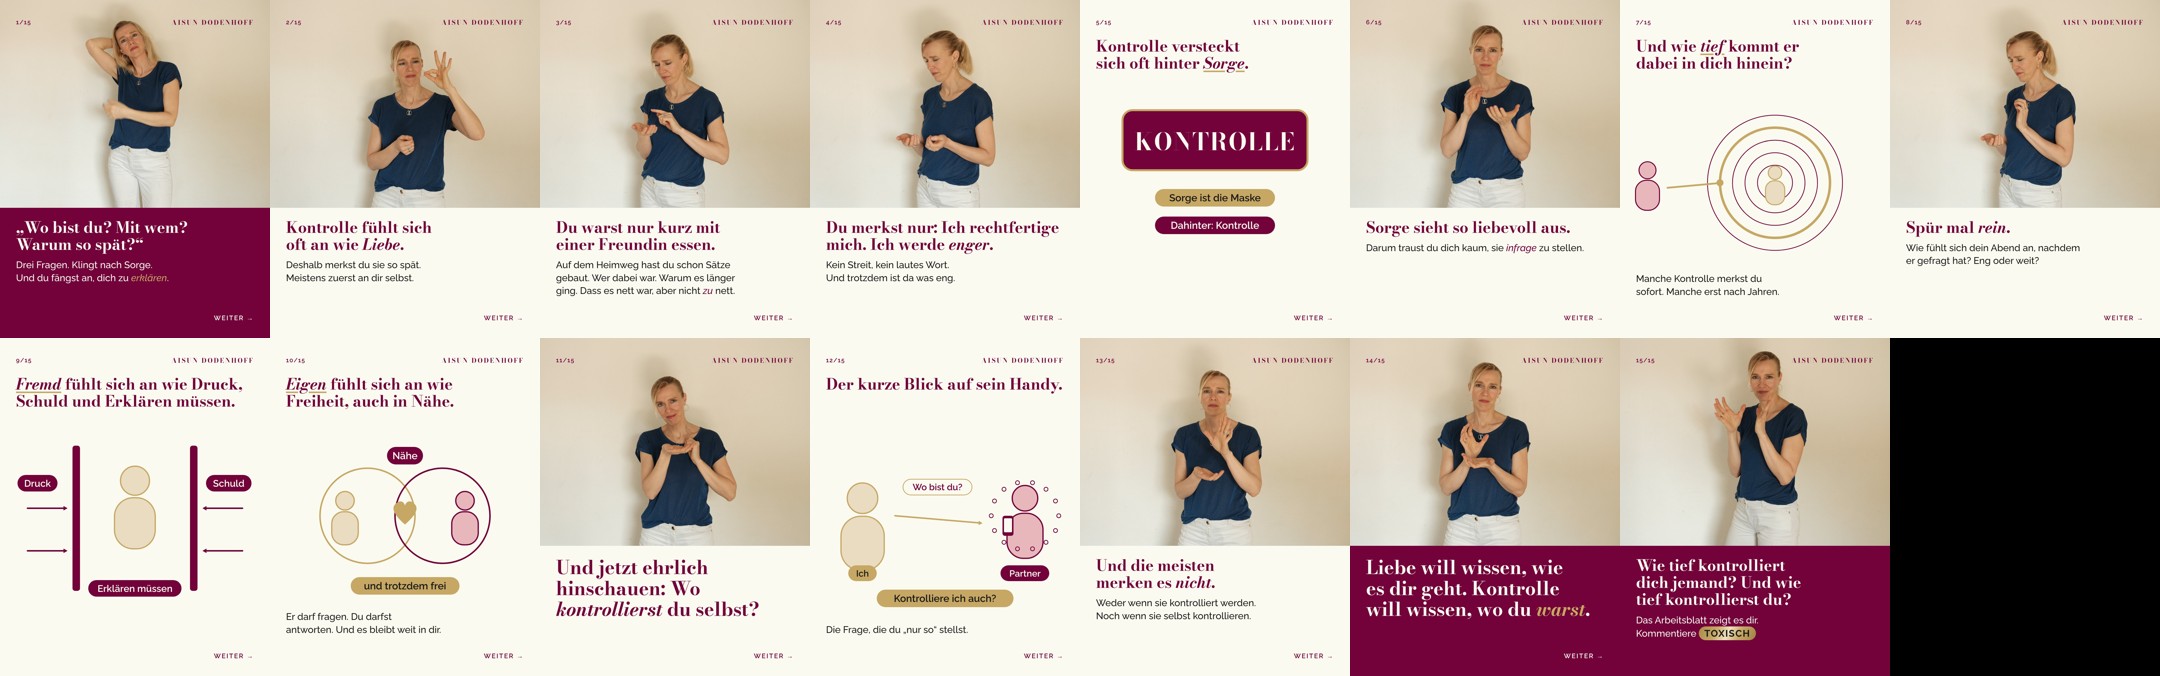 1/15
AISUN DODENHOFF
„Wo bist du? Mit wem?
Warum so spät?“
Drei Fragen. Klingt nach Sorge.
Und du fängst an, dich zu erklären.
WEITER →
2/15
AISUN DODENHOFF
Kontrolle fühlt sich
oft an wie Liebe.
Deshalb merkst du sie so spät.
Meistens zuerst an dir selbst.
WEITER →
3/15
AISUN DODENHOFF
Du warst nur kurz mit
einer Freundin essen.
Auf dem Heimweg hast du schon Sätze
gebaut. Wer dabei war. Warum es länger
ging. Dass es nett war, aber nicht zu nett.
WEITER →
4/15
AISUN DODENHOFF
Du merkst nur: Ich rechtfertige
mich. Ich werde enger.
Kein Streit, kein lautes Wort.
Und trotzdem ist da was eng.
WEITER →
5/15
AISUN DODENHOFF
Kontrolle versteckt
sich oft hinter Sorge.
KONTROLLE
Sorge ist die Maske
Dahinter: Kontrolle
WEITER →
6/15
AISUN DODENHOFF
Sorge sieht so liebevoll aus.
Darum traust du dich kaum, sie infrage zu stellen.
WEITER →
7/15
AISUN DODENHOFF
Und wie tief kommt er
dabei in dich hinein?
Manche Kontrolle merkst du
sofort. Manche erst nach Jahren.
WEITER →
8/15
AISUN DODENHOFF
Spür mal rein.
Wie fühlt sich dein Abend an, nachdem
er gefragt hat? Eng oder weit?
WEITER →
9/15
AISUN DODENHOFF
Fremd fühlt sich an wie Druck,
Schuld und Erklären müssen.
Druck
Schuld
Erklären müssen
WEITER →
10/15
AISUN DODENHOFF
Eigen fühlt sich an wie
Freiheit, auch in Nähe.
Nähe
und trotzdem frei
Er darf fragen. Du darfst
antworten. Und es bleibt weit in dir.
WEITER →
11/15
AISUN DODENHOFF
Und jetzt ehrlich
hinschauen: Wo
kontrollierst du selbst?
WEITER →
12/15
AISUN DODENHOFF
Der kurze Blick auf sein Handy.
Wo bist du?
Ich
Partner
Kontrolliere ich auch?
Die Frage, die du „nur so“ stellst.
WEITER →
13/15
AISUN DODENHOFF
Und die meisten
merken es nicht.
Weder wenn sie kontrolliert werden.
Noch wenn sie selbst kontrollieren.
WEITER →
14/15
AISUN DODENHOFF
Liebe will wissen, wie
es dir geht. Kontrolle
will wissen, wo du warst.
WEITER →
15/15
AISUN DODENHOFF
Wie tief kontrolliert
dich jemand? Und wie
tief kontrollierst du?
Das Arbeitsblatt zeigt es dir.
Kommentiere TOXISCH